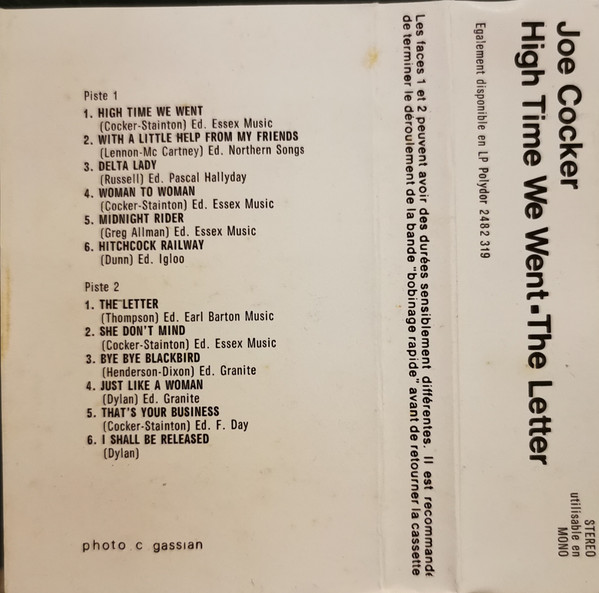 Piste 1
1. HIGH TIME WE WENT
(Cocker-Stainton) Ed. Essex Music
2. WITH A LITTLE HELP FROM MY FRIENDS
(Lennon-Mc Cartney) Ed. Northern Songs
3. DELTA LADY
(Russell) Ed. Pascal Hallyday
4. WOMAN TO WOMAN
(Cocker-Stainton) Ed. Essex Music
5. MIDNIGHT RIDER
(Greg Allman) Ed. Essex Music
6. HITCHCOCK RAILWAY
(Dunn) Ed. Igloo
Piste 2
1. THE LETTER
(Thompson) Ed. Earl Barton Music
2. SHE DON'T MIND
(Cocker-Stainton) Ed. Essex Music
3. BYE BYE BLACKBIRD
(Henderson-Dixon) Ed. Granite
4. JUST LIKE A WOMAN
(Dylan) Ed. Granite
5. THAT'S YOUR BUSINESS
(Cocker-Stainton) Ed. F. Day
6. I SHALL BE RELEASED
(Dylan)
photo c gassian
Les faces 1 et 2 peuvent avoir des durées sensiblement différentes. Il est recommandé
de terminer le déroulement de la bande "bobinage rapide" avant de retourner la cassette
Joe Cocker
High Time We Went-The Letter
Egalement disponible en LP Polydor 2482 319
STEREO
utilisable en
MONO